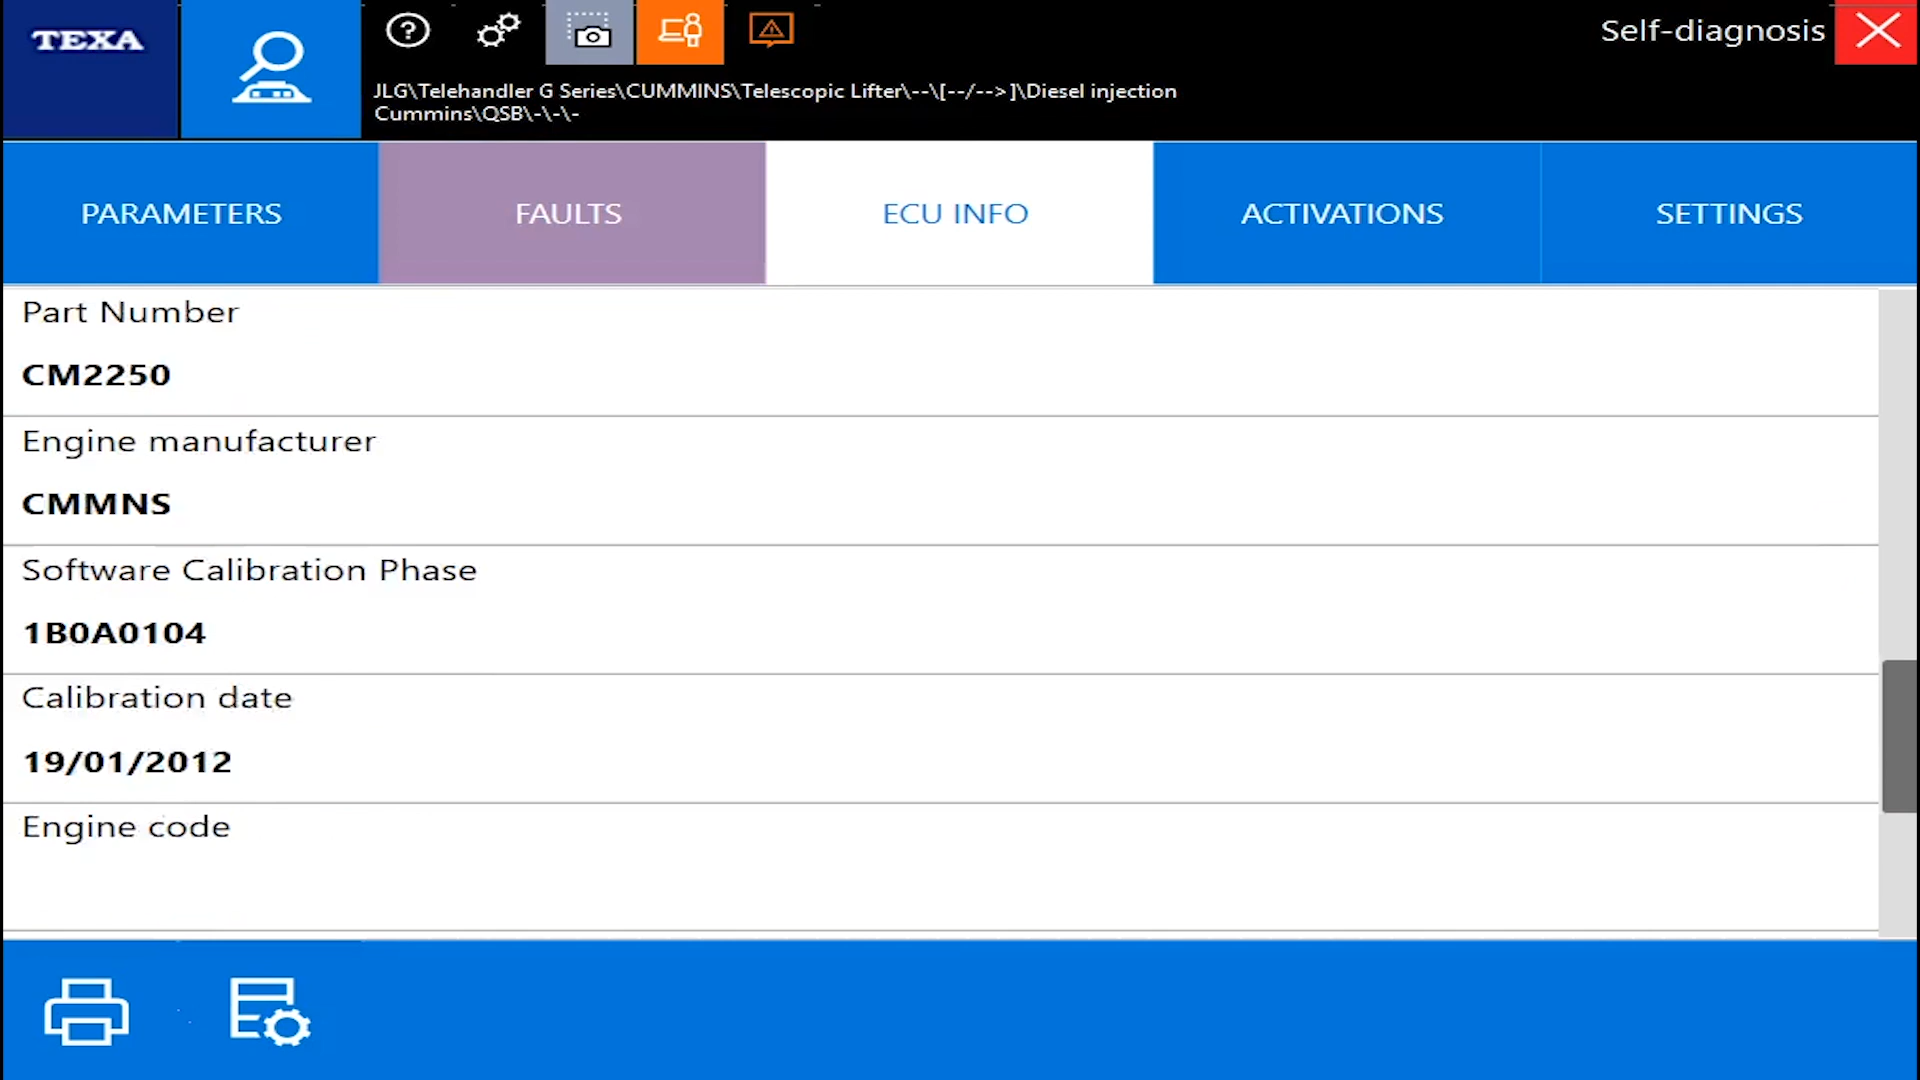 TEXA
Self-diagnosis
JLG\Telehandler G Series\CUMMINS\Telescopic Lifter\--\[--/-->]\Diesel injection
Cummins\QSB\-\-\-
PARAMETERS
FAULTS
ECU INFO
ACTIVATIONS
SETTINGS
Part Number
CM2250
Engine manufacturer
CMMNS
Software Calibration Phase
1B0A0104
Calibration date
19/01/2012
Engine code